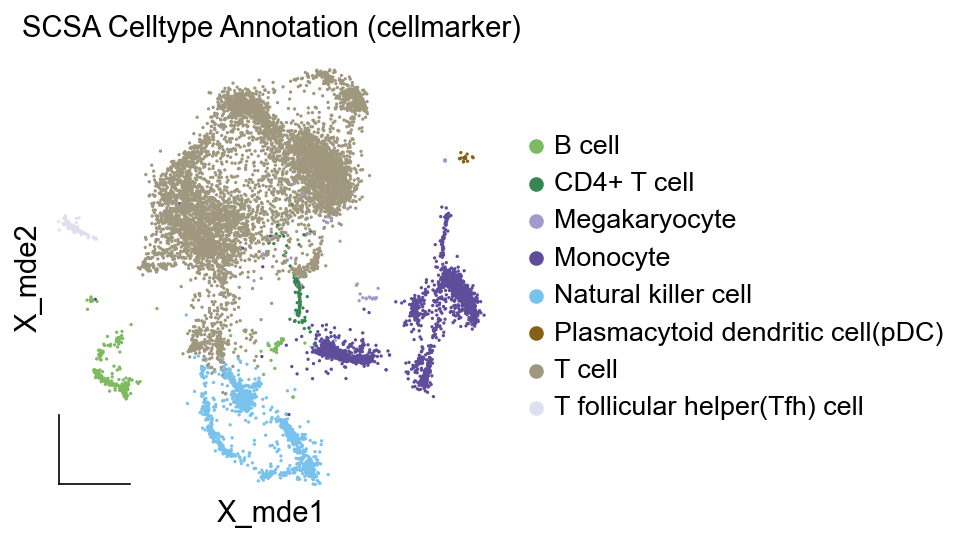 SCSA Celltype Annotation (cellmarker)
B cell
CD4+ T cell
Megakaryocyte
Monocyte
Natural killer cell
Plasmacytoid dendritic cell(pDC)
T cell
T follicular helper(Tfh) cell
X_mde2
X_mde1